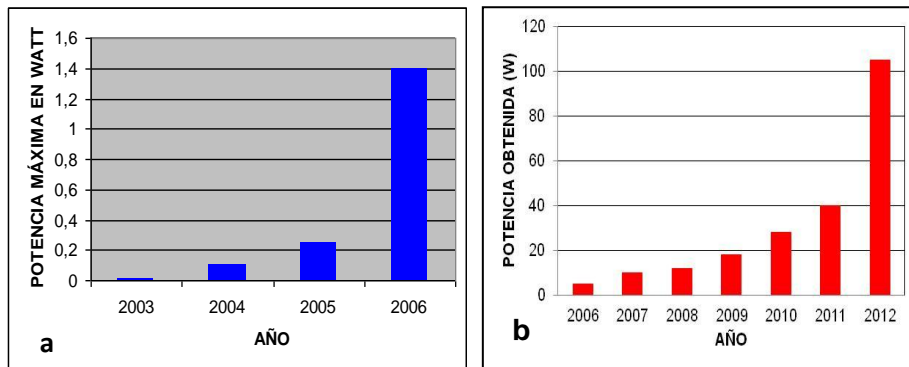 POTENCIA MÁXIMA EN WATT
1,6
1,4
1,2
1
0,8
0,6
0,4
0,2
0
2003 2004 2005 2006
AÑO
a
POTENCIA OBTENIDA (W)
120
100
80
60
40
20
0
2006 2007 2008 2009 2010 2011 2012
AÑO
b